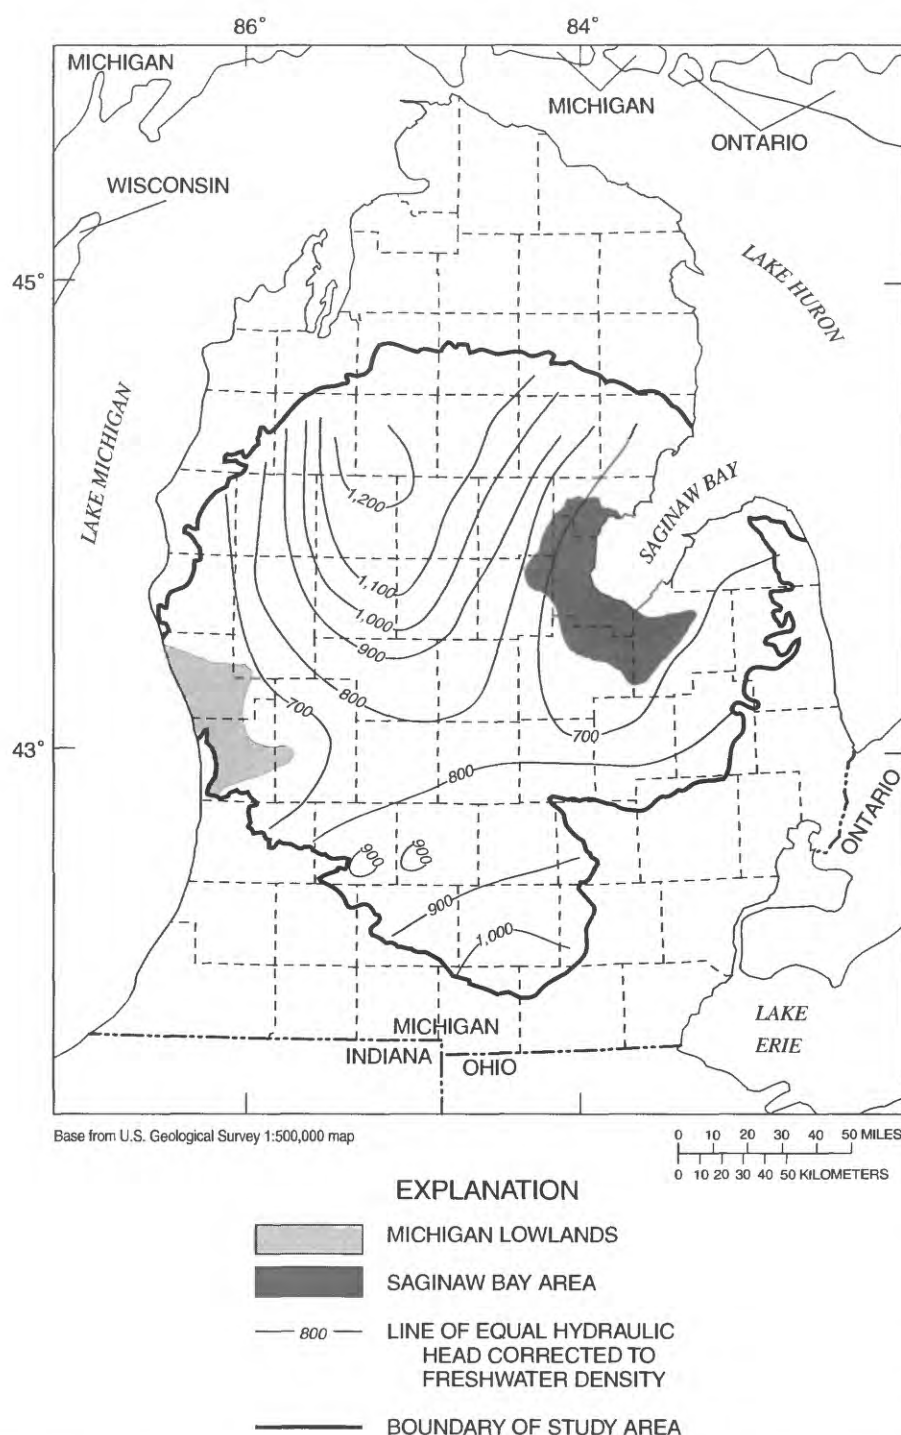 86°
84°
MICHIGAN
MICHIGAN
ONTARIO
WISCONSIN
45°
LAKE HURON
LAKE MICHIGAN
1,200
SAGINAW BAY
1,100
1,000
900
800
700
700
43°
800
ONTARIO
900
900
900
1,000
LAKE
ERIE
MICHIGAN
INDIANA
OHIO
Base from U.S. Geological Survey 1:500,000 map
0 10 20 30 40 50 MILES
0 10 20 30 40 50 KILOMETERS
EXPLANATION
MICHIGAN LOWLANDS
SAGINAW BAY AREA
800
LINE OF EQUAL HYDRAULIC
HEAD CORRECTED TO
FRESHWATER DENSITY
BOUNDARY OF STUDY AREA